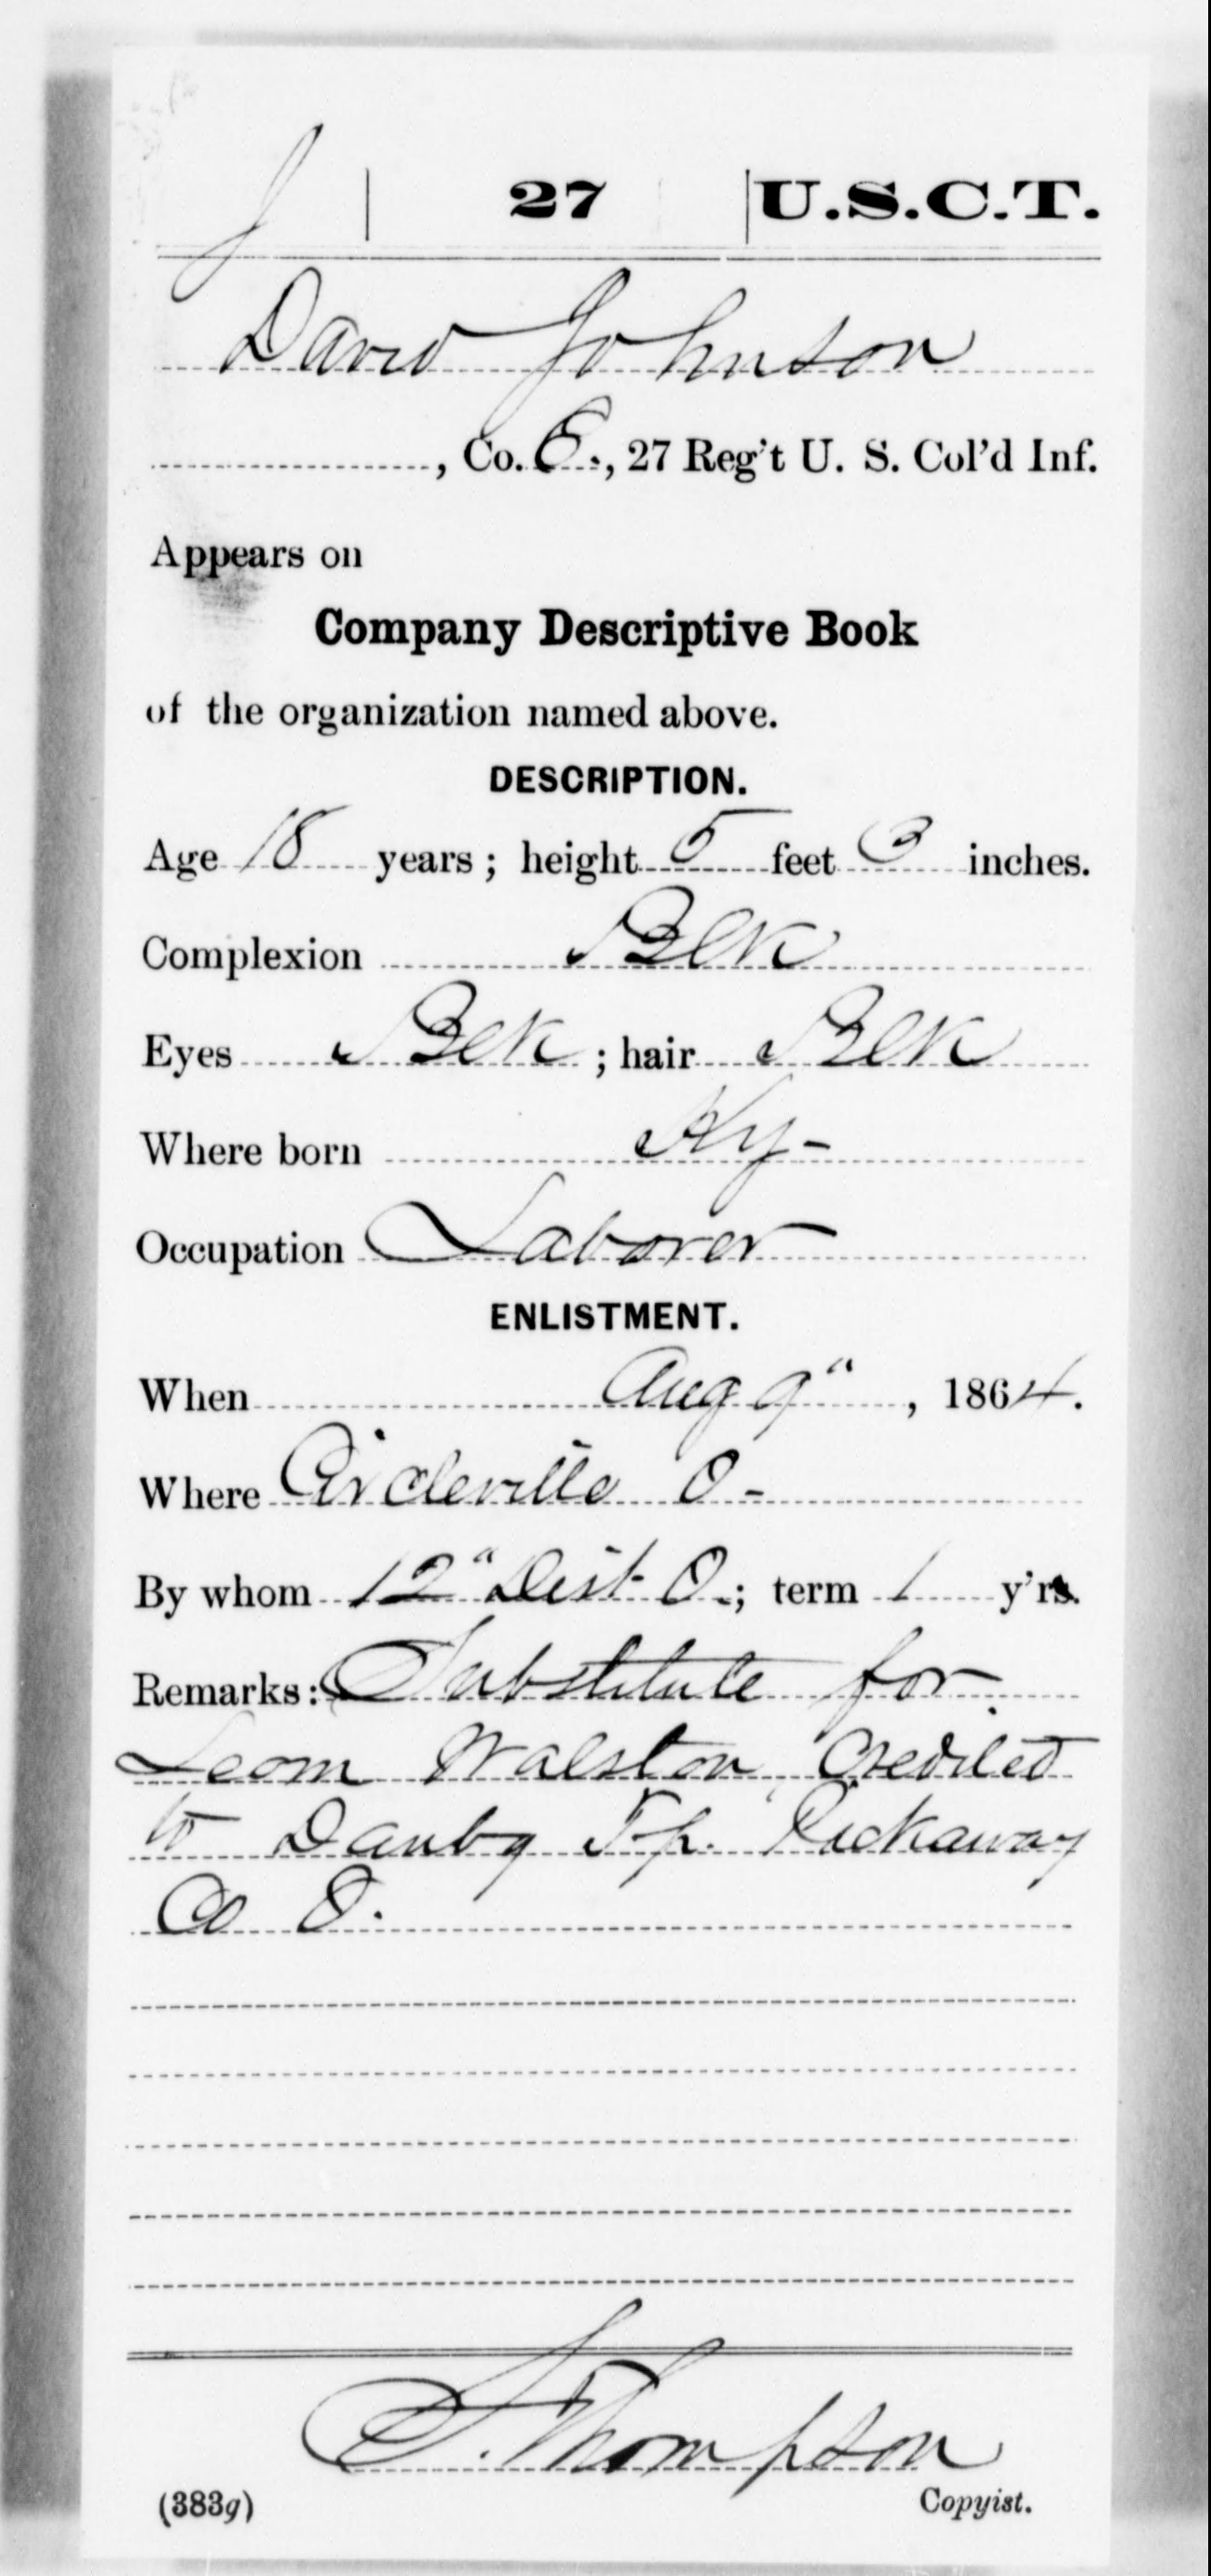 J | 27 | U.S.C.T.
David Johnson
, Co. E., 27 Reg't U. S. Col'd Inf.
Appears on
Company Descriptive Book
of the organization named above.
DESCRIPTION.
Age 18 years; height 5 feet 3 inches.
Complexion Blk
Eyes Blk; hair Blk
Where born Ky-
Occupation Laborer
ENLISTMENT.
When Aug 9", 1864.
Where Circleville O-
By whom 12" Dist O.; term 1 y'rs.
Remarks: Substitute for
Walston Credited
to Danby Tp. Pickaway
Co O.
S. Thompson
(383g) Copyist.